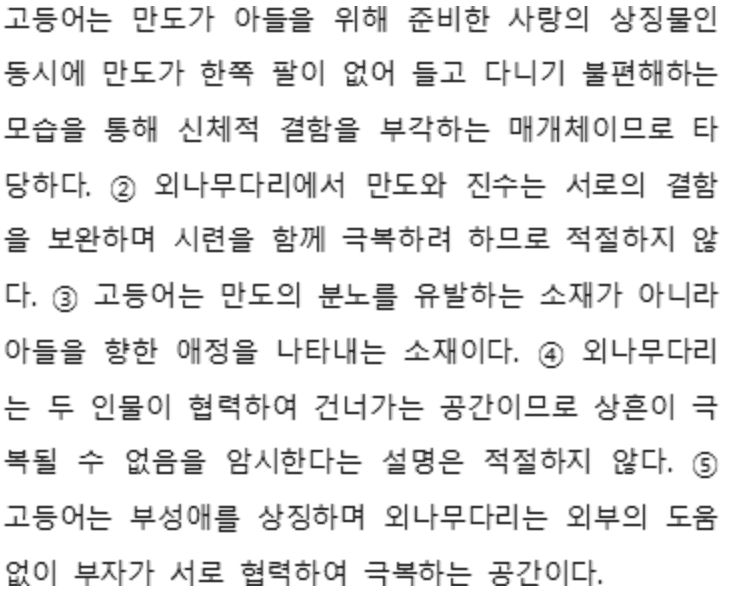 고등어는 만도가 아들을 위해 준비한 사랑의 상징물인
동시에 만도가 한쪽 팔이 없어 들고 다니기 불편해하는
모습을 통해 신체적 결함을 부각하는 매개체이므로 타
당하다. ② 외나무다리에서 만도와 진수는 서로의 결함
을 보완하며 시련을 함께 극복하려 하므로 적절하지 않
다. ③ 고등어는 만도의 분노를 유발하는 소재가 아니라
아들을 향한 애정을 나타내는 소재이다. ④ 외나무다리
는 두 인물이 협력하여 건너가는 공간이므로 상흔이 극
복될 수 없음을 암시한다는 설명은 적절하지 않다. ⑤
고등어는 부성애를 상징하며 외나무다리는 외부의 도움
없이 부자가 서로 협력하여 극복하는 공간이다.